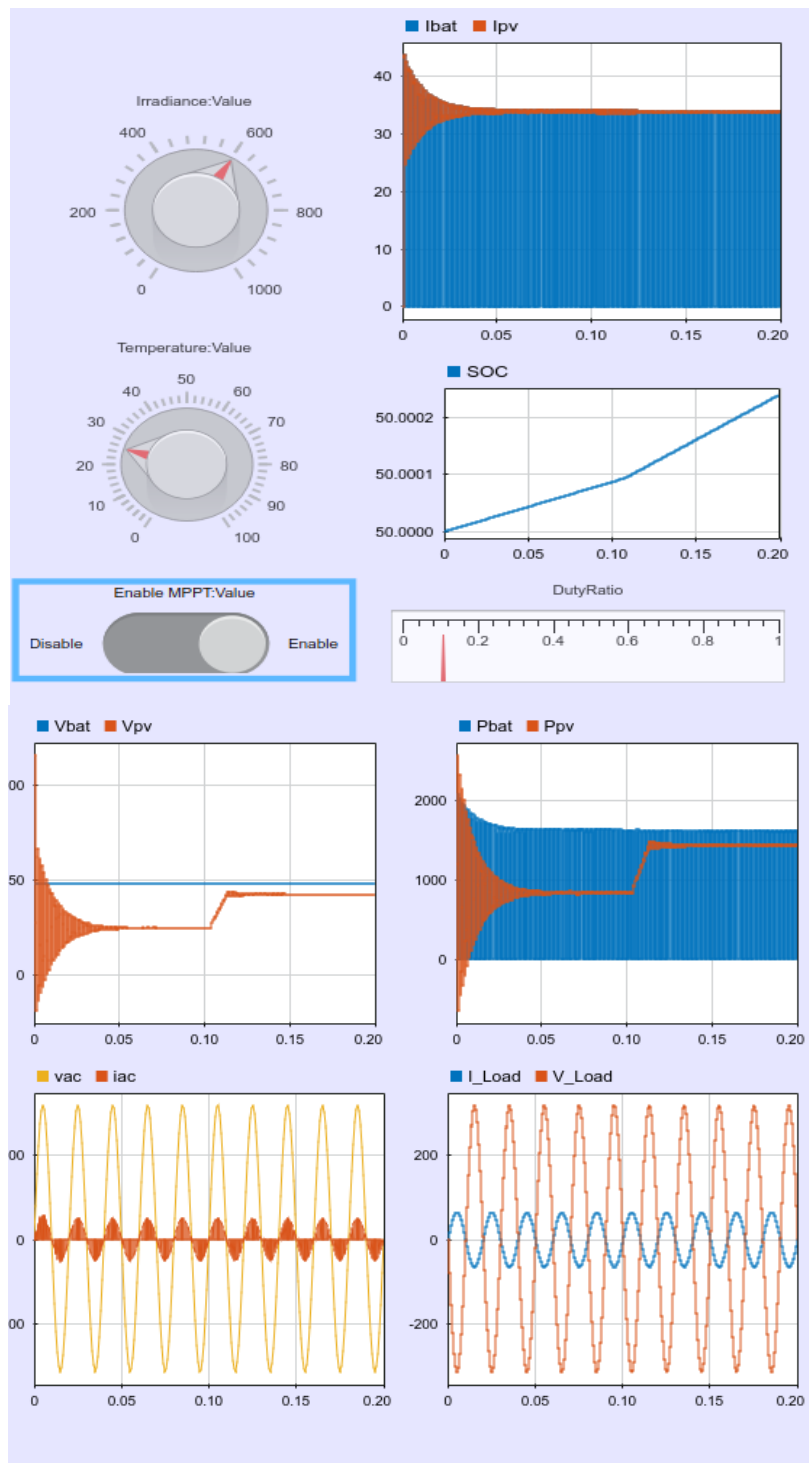 Ibat Ipv
40
30
20
10
0
0 0.05 0.10 0.15 0.20
Irradiance:Value
400 600
200 800
0 1000
Temperature:Value
50
40 60
30 70
20 80
10 90
0 100
SOC
50.0002
50.0001
50.0000
0 0.05 0.10 0.15 0.20
Enable MPPT:Value
Disable Enable
DutyRatio
0 0.2 0.4 0.6 0.8 1
Vbat Vpv
00
50
0
0 0.05 0.10 0.15 0.20
Pbat Ppv
2000
1000
0
0 0.05 0.10 0.15 0.20
vac iac
00
0
00
0 0.05 0.10 0.15 0.20
I_Load V_Load
200
0
-200
0 0.05 0.10 0.15 0.20